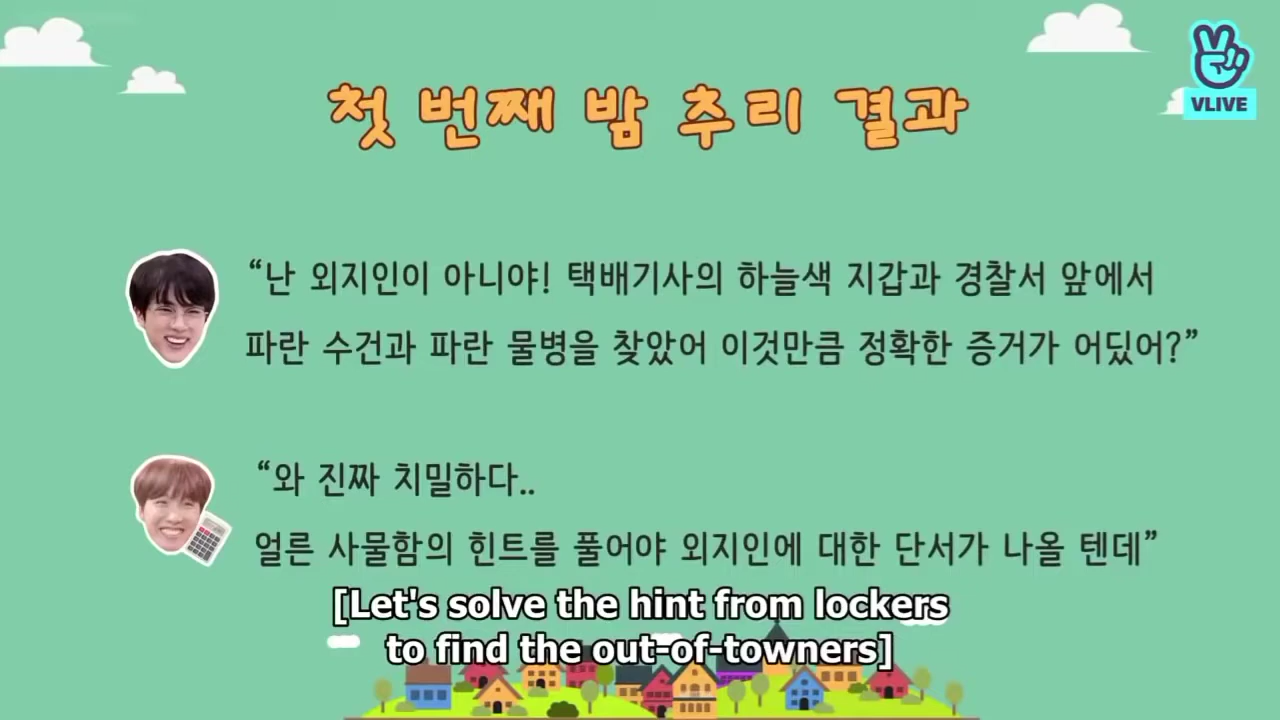 VLIVE
첫 번째 밤 추리 결과
“난 외지인이 아니야! 택배기사의 하늘색 지갑과 경찰서 앞에서
파란 수건과 파란 물병을 찾았어 이것만큼 정확한 증거가 어딨어?”
“와 진짜 치밀하다..
얼른 사물함의 힌트를 풀어야 외지인에 대한 단서가 나올 텐데”
[Let's solve the hint from lockers
to find the out-of-towners]